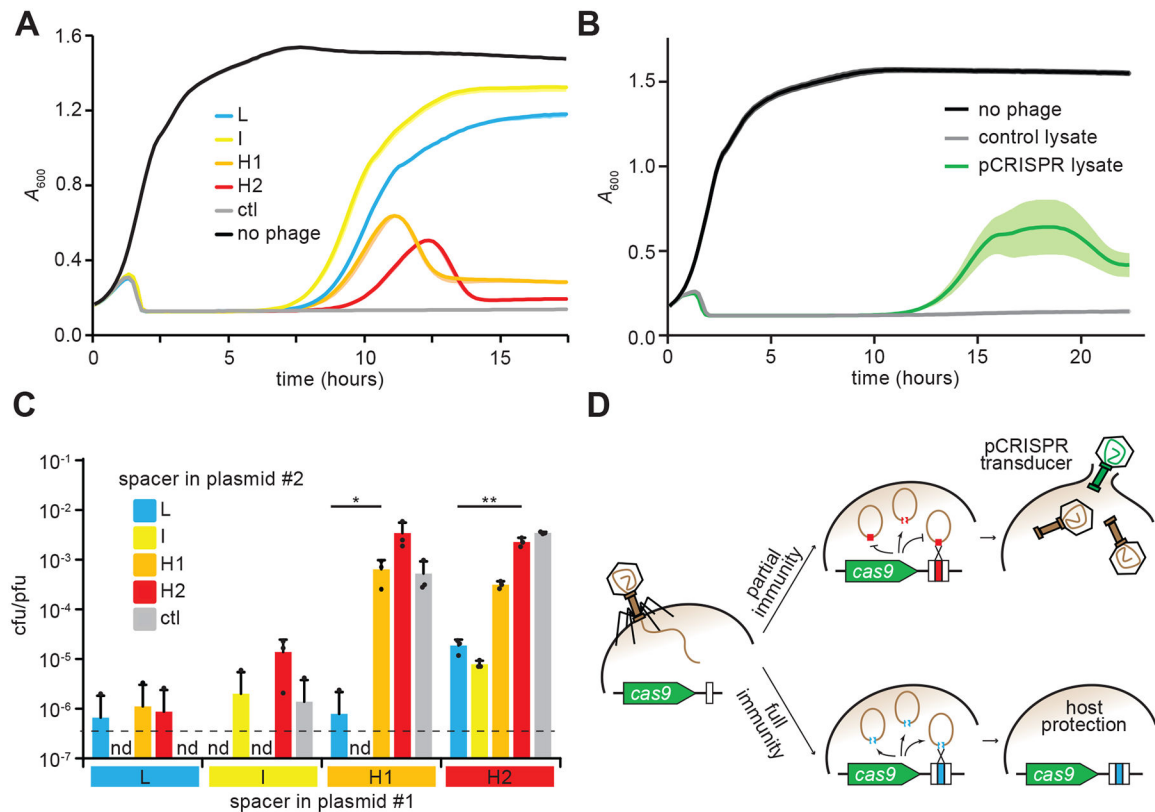 A
1.6
1.2
0.8
0.4
0.0
A600
0
5
10
15
time (hours)
L
I
H1
H2
ctl
no phage
B
1.5
1.0
0.5
0.0
A600
0
5
10
15
20
time (hours)
no phage
control lysate
pCRISPR lysate
C
10-1
10-2
10-3
10-4
10-5
10-6
10-7
cfu/pfu
spacer in plasmid #2
L
I
H1
H2
ctl
*
**
nd
nd
nd
nd
nd
L
I
H1
H2
spacer in plasmid #1
D
cas9
partial
immunity
full
immunity
cas9
pCRISPR
transducer
cas9
host
protection
cas9